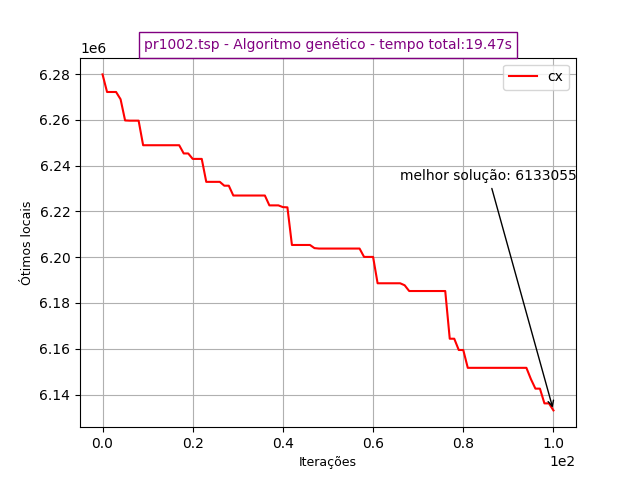 pr1002.tsp - Algoritmo genético - tempo total:19.47s
1e6
cx
6.28
6.26
6.24
6.22
6.20
6.18
6.16
6.14
melhor solução: 6133055
Ótimos locais
0.0 0.2 0.4 0.6 0.8 1.0
Iterações
1e2